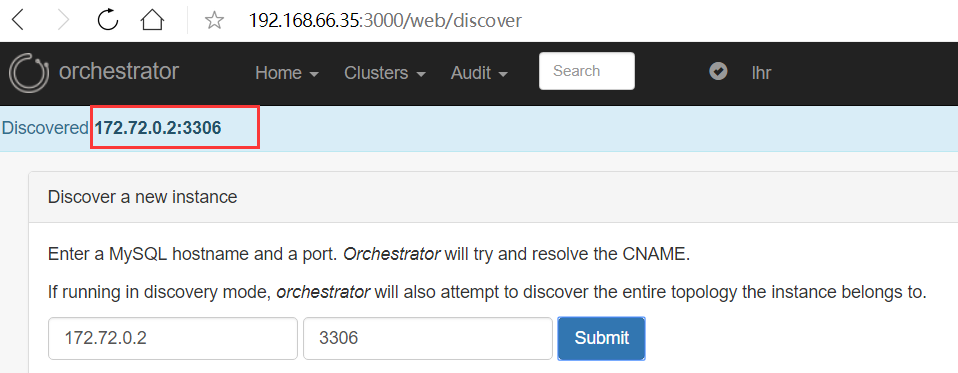 192.168.66.35:3000/web/discover
orchestrator Home Clusters Audit Search lhr
Discovered 172.72.0.2:3306
Discover a new instance
Enter a MySQL hostname and a port. Orchestrator will try and resolve the CNAME.
If running in discovery mode, orchestrator will also attempt to discover the entire topology the instance belongs to.
172.72.0.2 3306 Submit